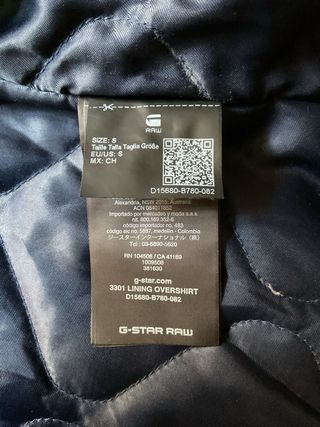 G
RAW
SIZE: S
Taille Talla Taglia Größe
EU/US: S
MX: CH
D15680-B780-082
Alexandria, NSW 2015, Australia
ACN 084011852
Importado por mercadeo y moda s.a.s
nit. 800.169.352-6
código importador no. 483
código sic no. 5897, medellín - Colombia
ジースターインターナショナル (株)
Tel: 03-6890-5620
RN 104506 / CA 41169
1009508
381630
g-star.com
3301 LINING OVERSHIRT
D15680-B780-082
G-STAR RAW